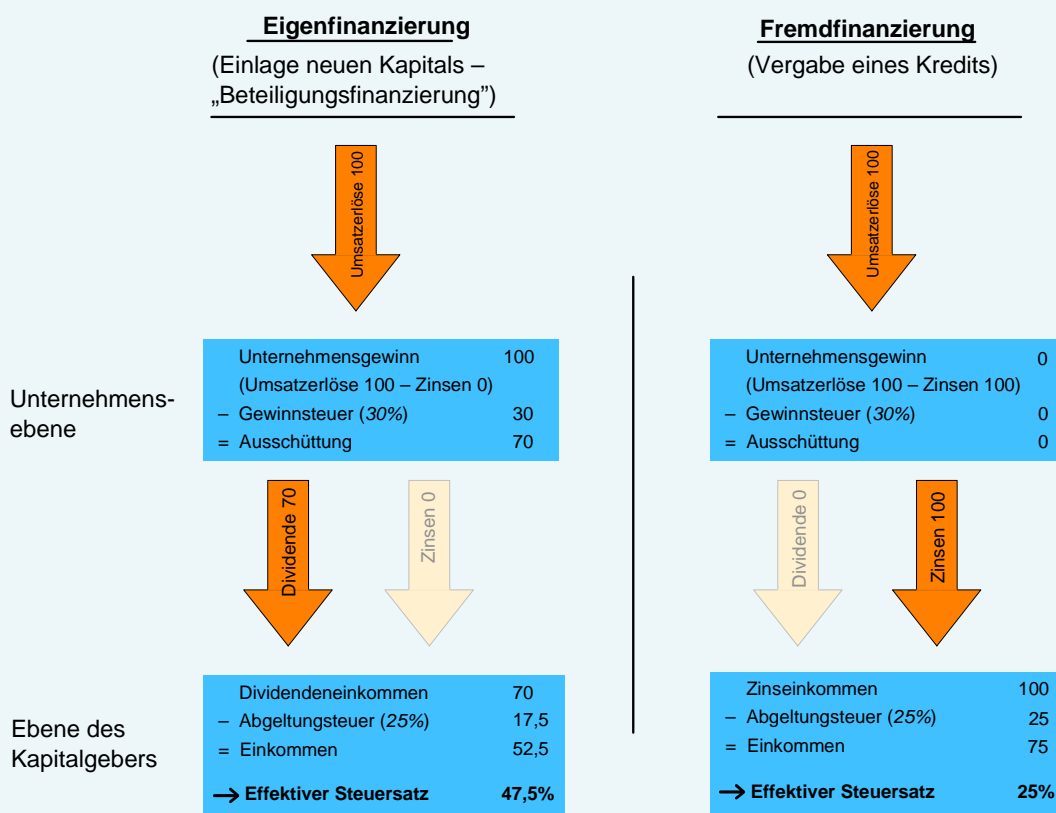 Eigenfinanzierung
(Einlage neuen Kapitals –
„Beteiligungsfinanzierung”)
Umsatzerlöse 100
Unternehmens-
ebene
Unternehmensgewinn 100
(Umsatzerlöse 100 – Zinsen 0)
– Gewinnsteuer (30%) 30
= Ausschüttung 70
Dividende 70
Zinsen 0
Ebene des
Kapitalgebers
Dividendeneinkommen 70
– Abgeltungsteuer (25%) 17,5
= Einkommen 52,5
→ Effektiver Steuersatz 47,5%
Fremdfinanzierung
(Vergabe eines Kredits)
Umsatzerlöse 100
Unternehmensgewinn 0
(Umsatzerlöse 100 – Zinsen 100)
– Gewinnsteuer (30%) 0
= Ausschüttung 0
Dividende 0
Zinsen 100
Zinseinkommen 100
– Abgeltungsteuer (25%) 25
= Einkommen 75
→ Effektiver Steuersatz 25%